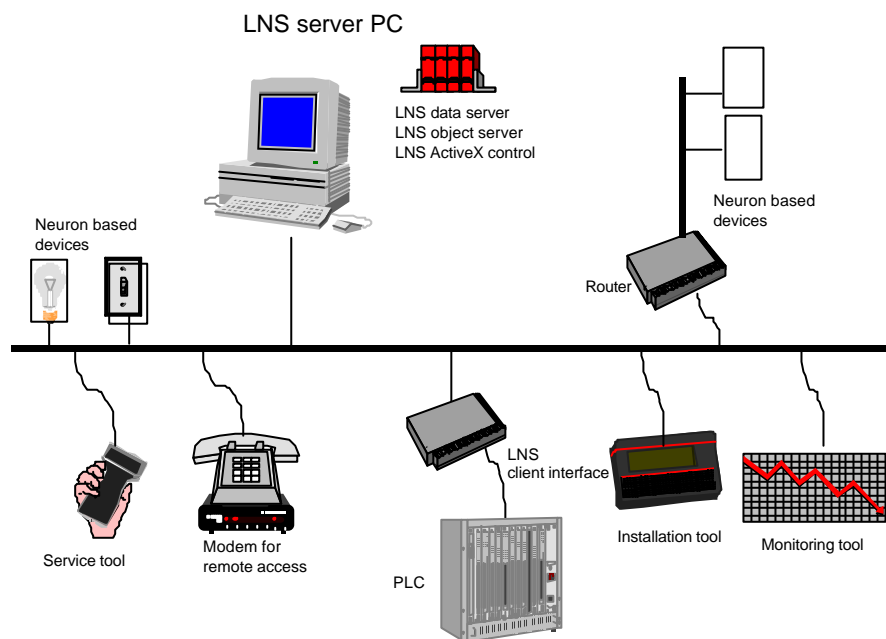 LNS server PC
LNS data server
LNS object server
LNS ActiveX control
Neuron based
devices
Neuron based
devices
Router
LNS
client interface
Service tool
Modem for
remote access
PLC
Installation tool
Monitoring tool